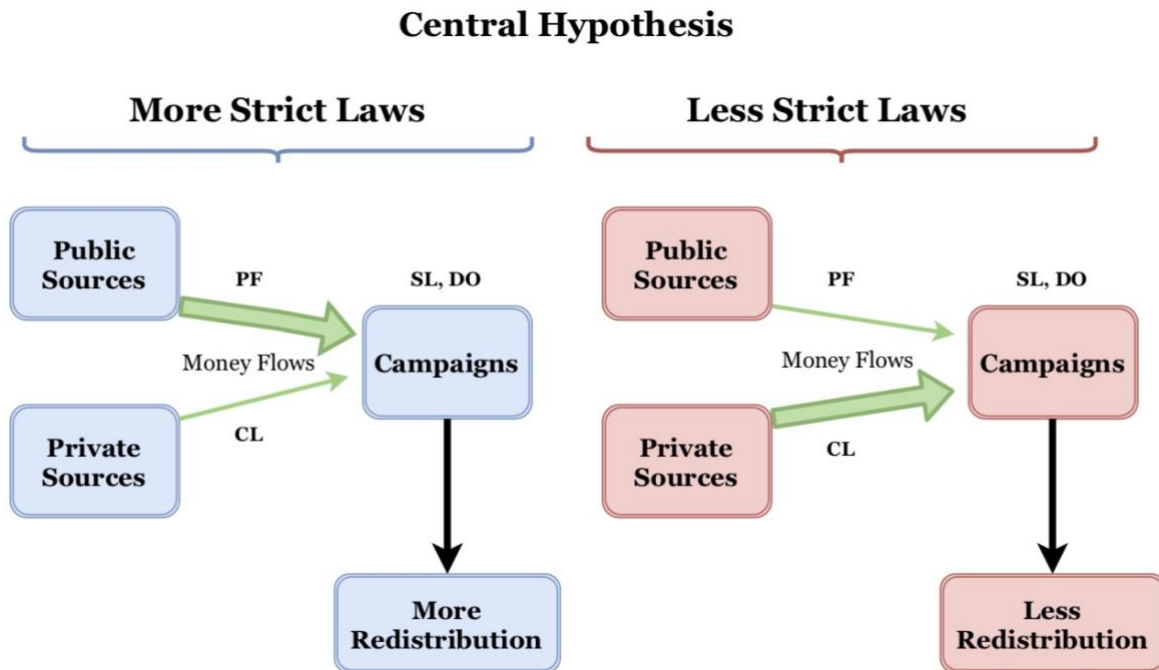 Central Hypothesis
More Strict Laws
Public
Sources
PF
SL, DO
Money Flows
Campaigns
Private
Sources
CL
More
Redistribution
Less Strict Laws
Public
Sources
PF
SL, DO
Money Flows
Campaigns
Private
Sources
CL
Less
Redistribution